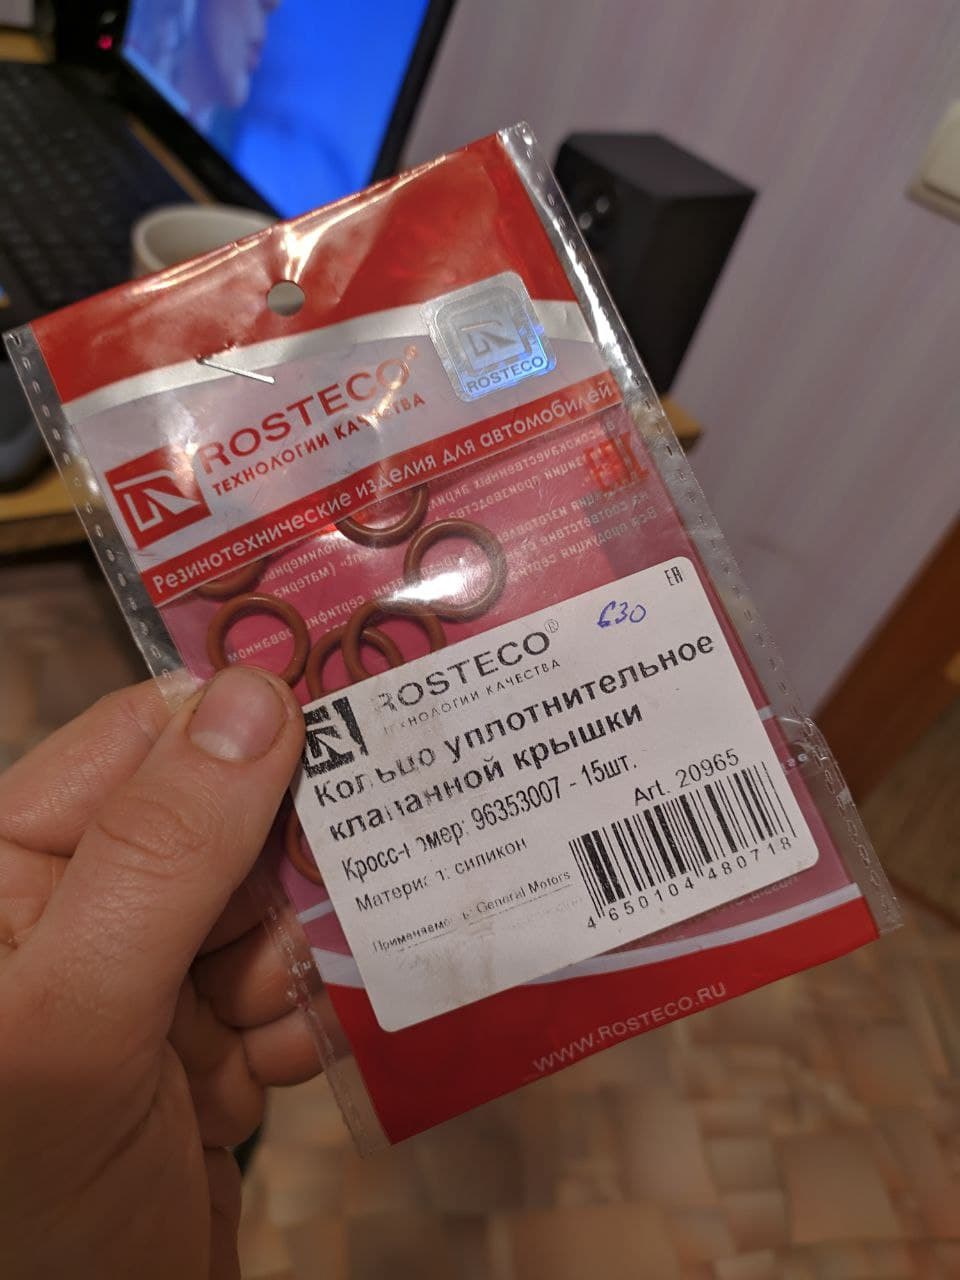 ROSTECO
ROSTECO®
ТЕХНОЛОГИИ КАЧЕСТВА
Резинотехнические изделия для автомобилей
630
ROSTECO®
ТЕХНОЛОГИИ КАЧЕСТВА
Кольцо уплотнительное
клапанной крышки
96353007 - 15шт.
Art. 20965
силикон
General Motors
4 650104 480718
WWW.ROSTECO.RU